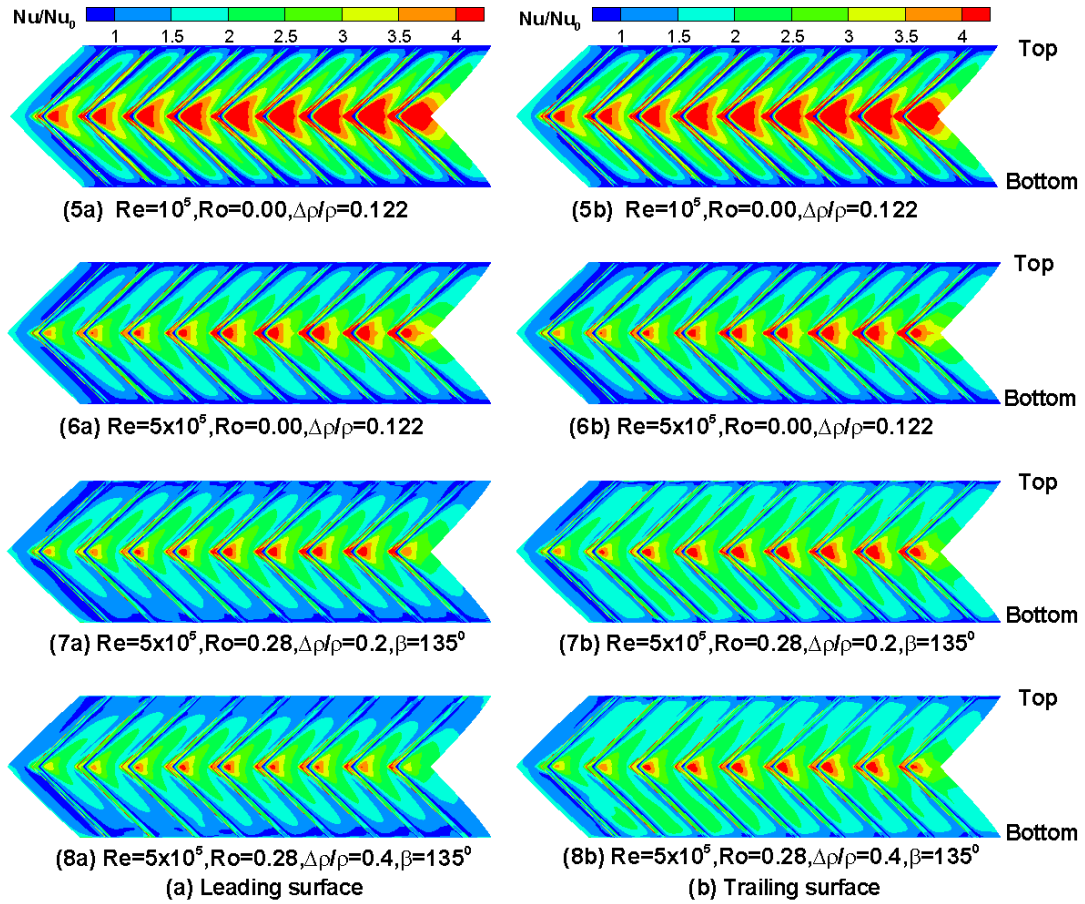 Nu/Nu₀ 1 1.5 2 2.5 3 3.5 4
1 1.5 2 2.5 3 3.5 4
Top
Bottom
(5a) Re=10⁵,Ro=0.00,Δρ/ρ=0.122
(5b) Re=10⁵,Ro=0.00,Δρ/ρ=0.122
Top
Bottom
(6a) Re=5x10⁵,Ro=0.00,Δρ/ρ=0.122
(6b) Re=5x10⁵,Ro=0.00,Δρ/ρ=0.122
Top
Bottom
(7a) Re=5x10⁵,Ro=0.28,Δρ/ρ=0.2,β=135⁰
(7b) Re=5x10⁵,Ro=0.28,Δρ/ρ=0.2,β=135⁰
Top
Bottom
(8a) Re=5x10⁵,Ro=0.28,Δρ/ρ=0.4,β=135⁰
(8b) Re=5x10⁵,Ro=0.28,Δρ/ρ=0.4,β=135⁰
(a) Leading surface
(b) Trailing surface